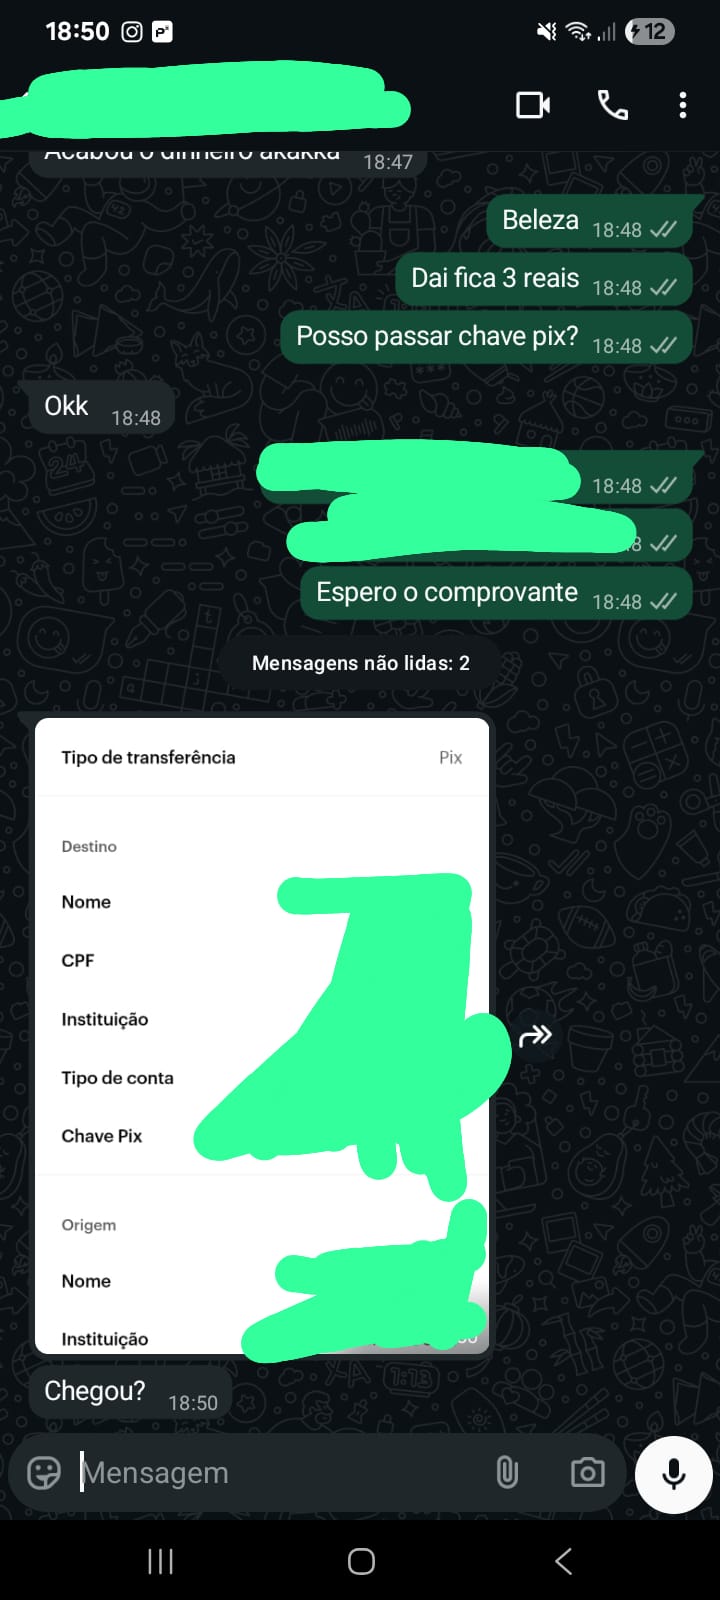 18:50
12
Acabou o dinheiro akakka 18:47
Beleza 18:48
Dai fica 3 reais 18:48
Posso passar chave pix? 18:48
Okk 18:48
18:48
Espero o comprovante 18:48
Mensagens não lidas: 2
Tipo de transferência Pix
Destino
Nome
CPF
Instituição
Tipo de conta
Chave Pix
Origem
Nome
Instituição
Chegou? 18:50
Mensagem